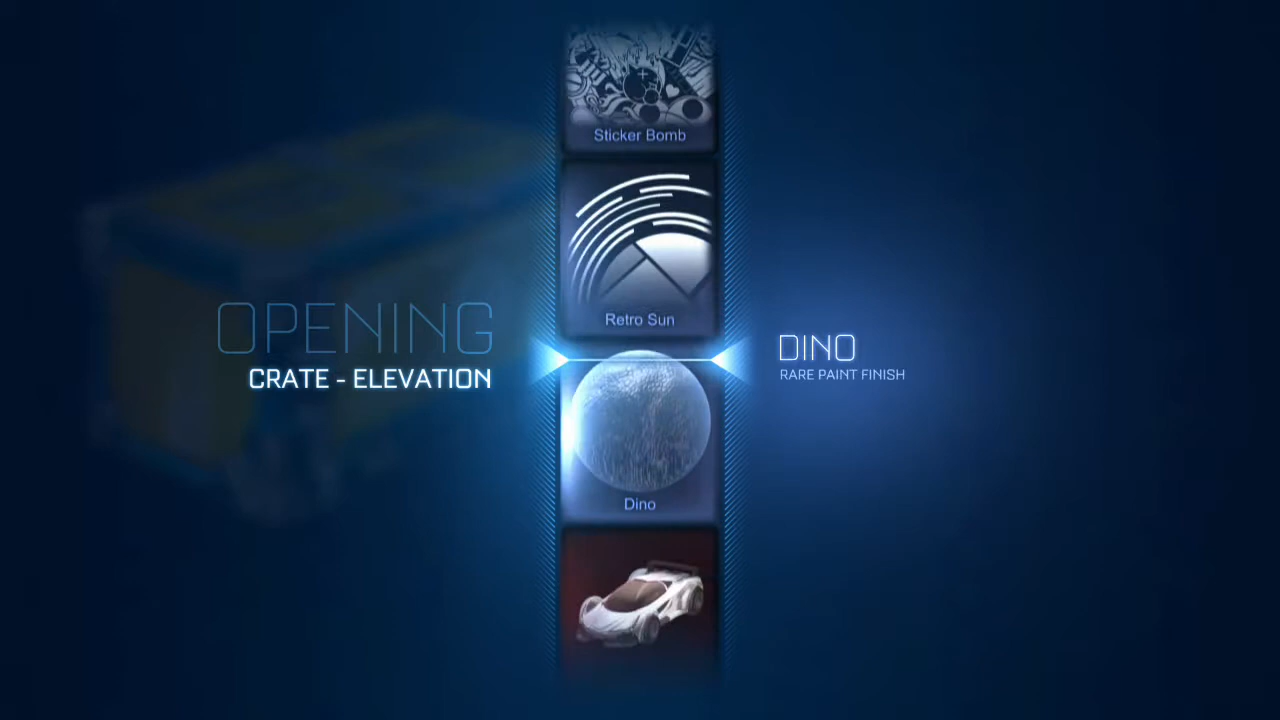 Sticker Bomb
Retro Sun
OPENING
CRATE - ELEVATION
DINO
RARE PAINT FINISH
Dino